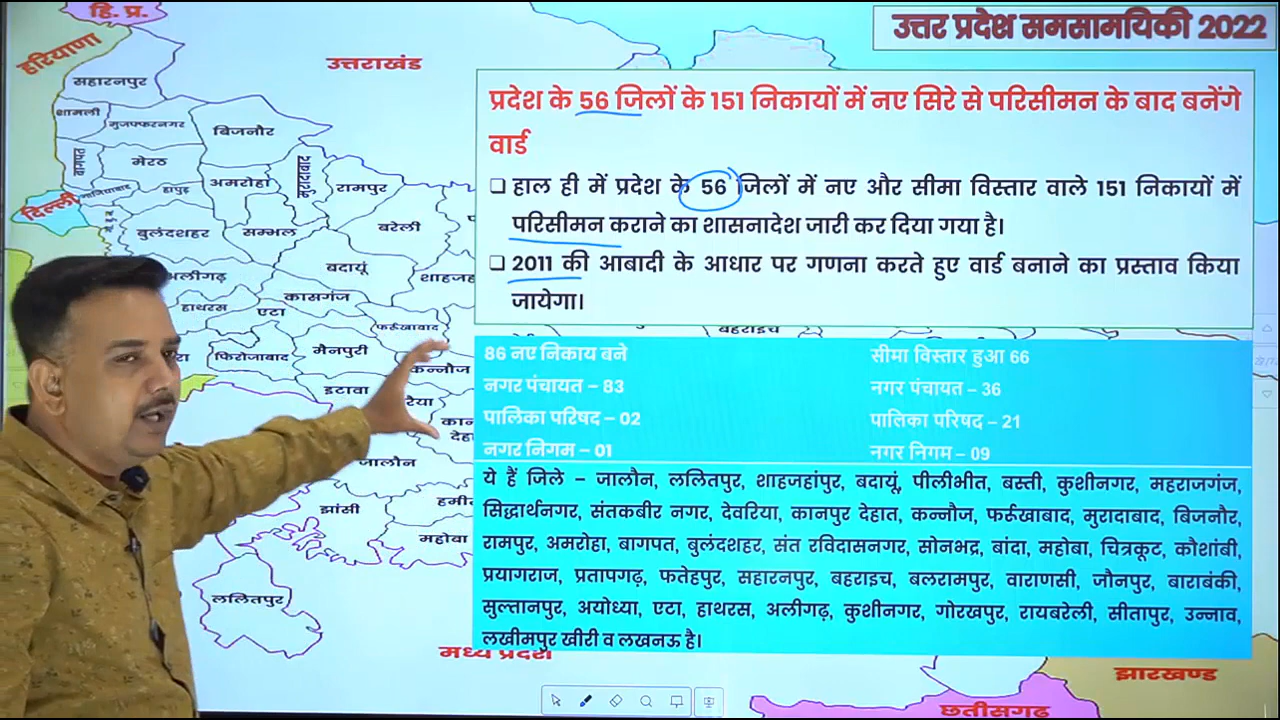 हि. प्र.
उत्तर प्रदेश समसामयिकी 2022
हरियाणा
उत्तराखंड
सहारनपुर
शामली
मुजफ्फरनगर
बिजनौर
बागपत
मेरठ
गाजियाबाद
हापुड़
अमरोहा
मुरादाबाद
रामपुर
दिल्ली
बुलंदशहर
सम्भल
बरेली
अलीगढ़
बदायूं
शाहजहां
हाथरस
एटा
कासगंज
फर्रूखाबाद
फिरोजाबाद
मैनपुरी
कन्नौज
इटावा
जालौन
झांसी
महोबा
ललितपुर
प्रदेश के 56 जिलों के 151 निकायों में नए सिरे से परिसीमन के बाद बनेंगे
वार्ड
❑ हाल ही में प्रदेश के 56 जिलों में नए और सीमा विस्तार वाले 151 निकायों में
परिसीमन कराने का शासनादेश जारी कर दिया गया है।
❑ 2011 की आबादी के आधार पर गणना करते हुए वार्ड बनाने का प्रस्ताव किया
जायेगा।
बहराइच
86 नए निकाय बने
नगर पंचायत – 83
पालिका परिषद – 02
नगर निगम – 01
सीमा विस्तार हुआ 66
नगर पंचायत – 36
पालिका परिषद – 21
नगर निगम – 09
ये हैं जिले – जालौन, ललितपुर, शाहजहांपुर, बदायूं, पीलीभीत, बस्ती, कुशीनगर, महराजगंज,
सिद्धार्थनगर, संतकबीर नगर, देवरिया, कानपुर देहात, कन्नौज, फर्रूखाबाद, मुरादाबाद, बिजनौर,
रामपुर, अमरोहा, बागपत, बुलंदशहर, संत रविदासनगर, सोनभद्र, बांदा, महोबा, चित्रकूट, कौशांबी,
प्रयागराज, प्रतापगढ़, फतेहपुर, सहारनपुर, बहराइच, बलरामपुर, वाराणसी, जौनपुर, बाराबंकी,
सुल्तानपुर, अयोध्या, एटा, हाथरस, अलीगढ़, कुशीनगर, गोरखपुर, रायबरेली, सीतापुर, उन्नाव,
लखीमपुर खीरी व लखनऊ है।
मध्य प्रदेश
झारखण्ड
छत्तीसगढ़